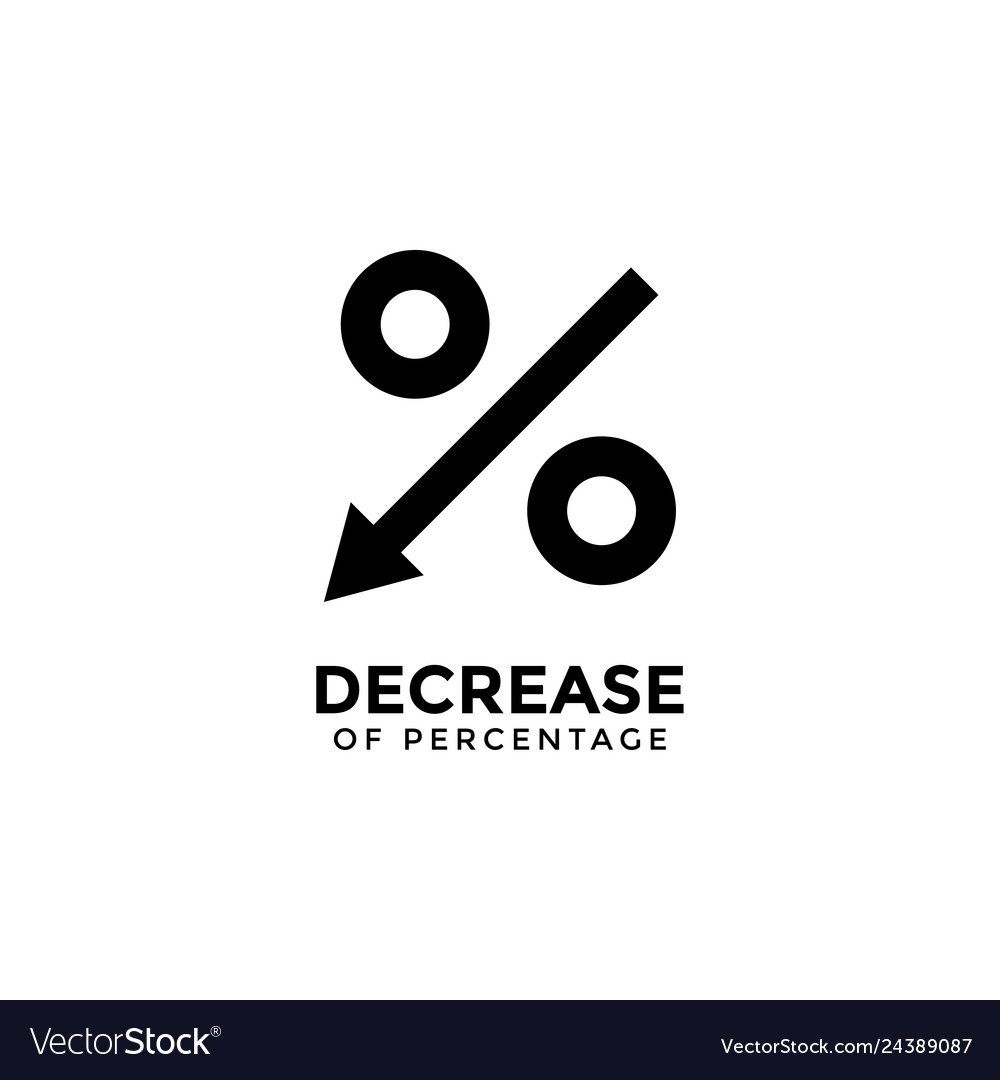 %
DECREASE
OF PERCENTAGE
VectorStock®
VectorStock.com/24389087